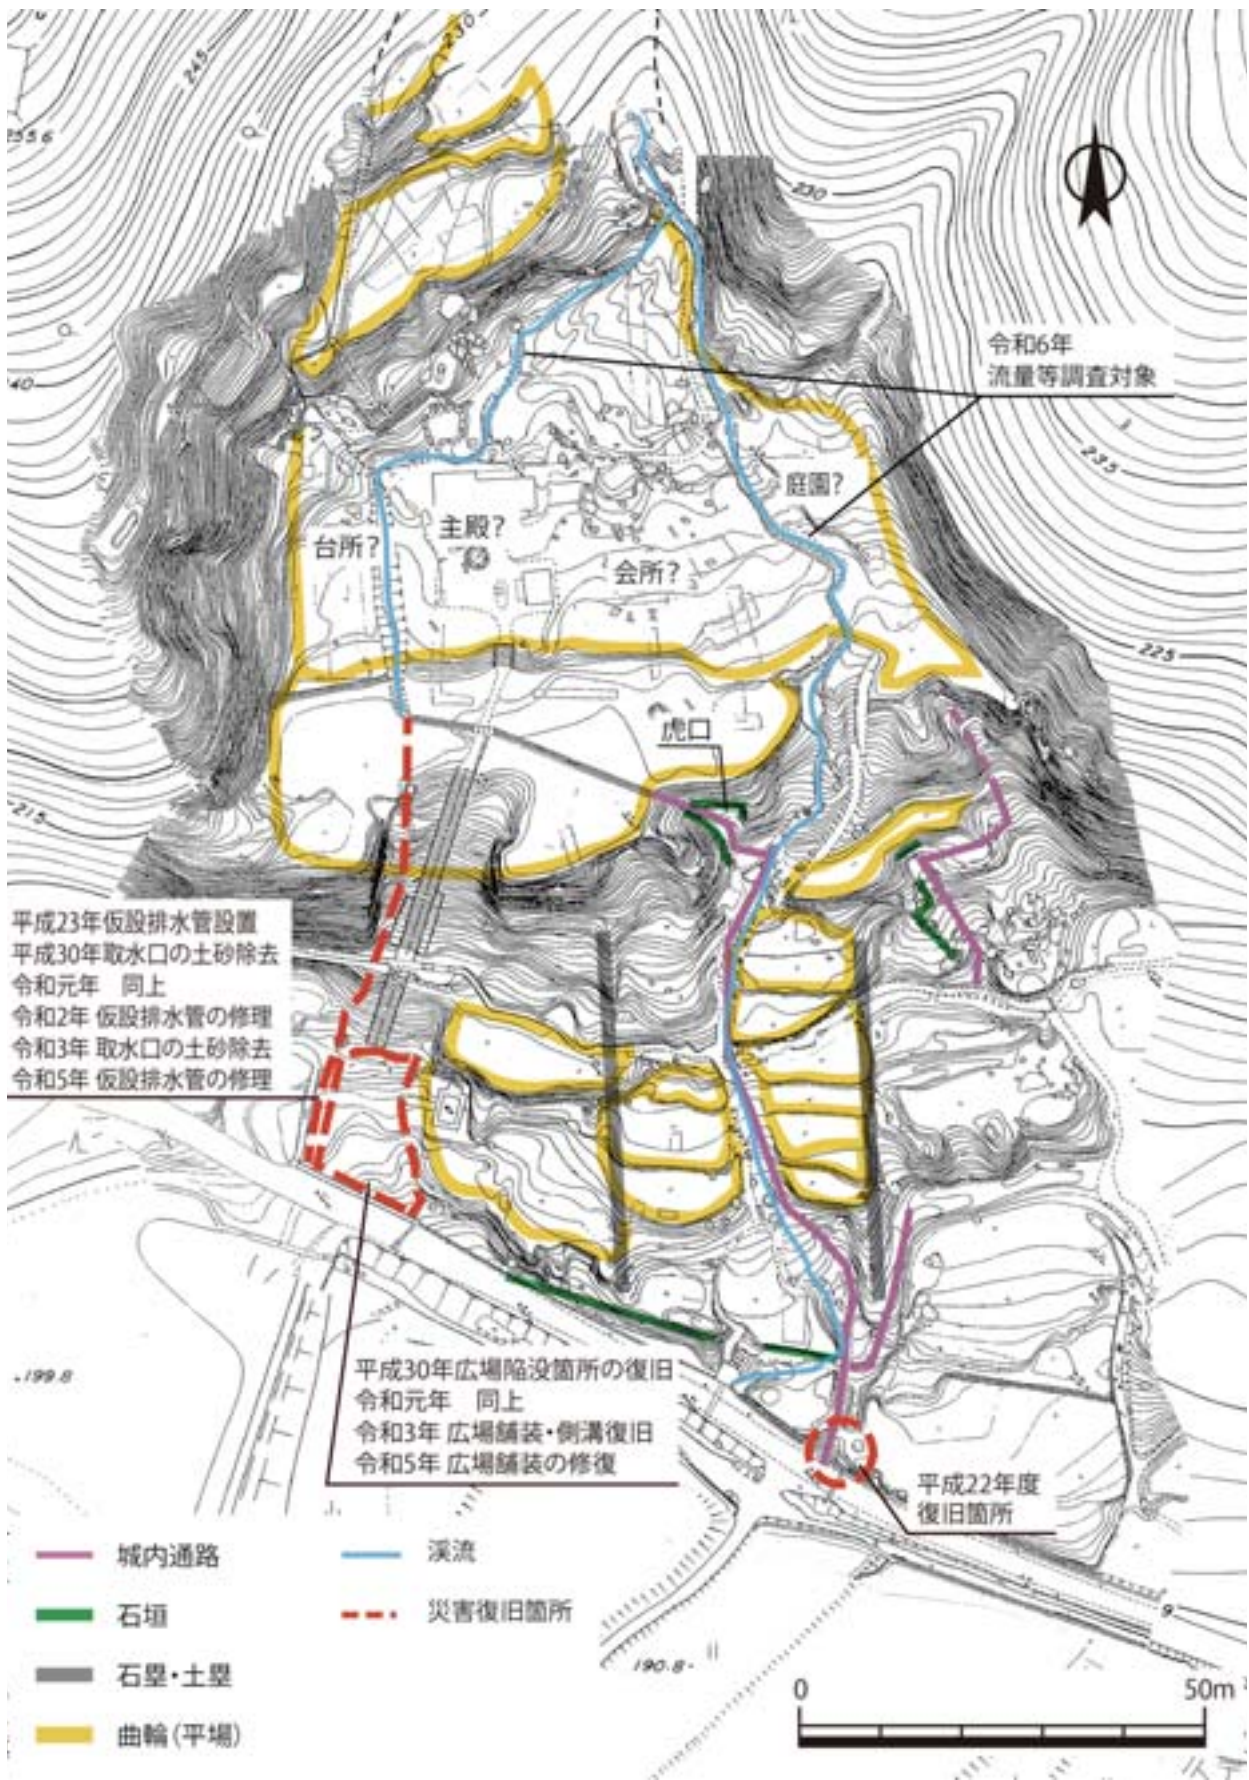 230
245
255.6
230
令和6年
流量等調査対象
40
235
庭園?
主殿?
台所?
会所?
225
虎口
215
平成23年仮設排水管設置
平成30年取水口の土砂除去
令和元年 同上
令和2年 仮設排水管の修理
令和3年 取水口の土砂除去
令和5年 仮設排水管の修理
平成30年広場陥没箇所の復旧
令和元年 同上
令和3年 広場舗装・側溝復旧
令和5年 広場舗装の修復
199.8
平成22年度
復旧箇所
城内通路
渓流
石垣
災害復旧箇所
石塁・土塁
曲輪(平場)
190.8
0 50m